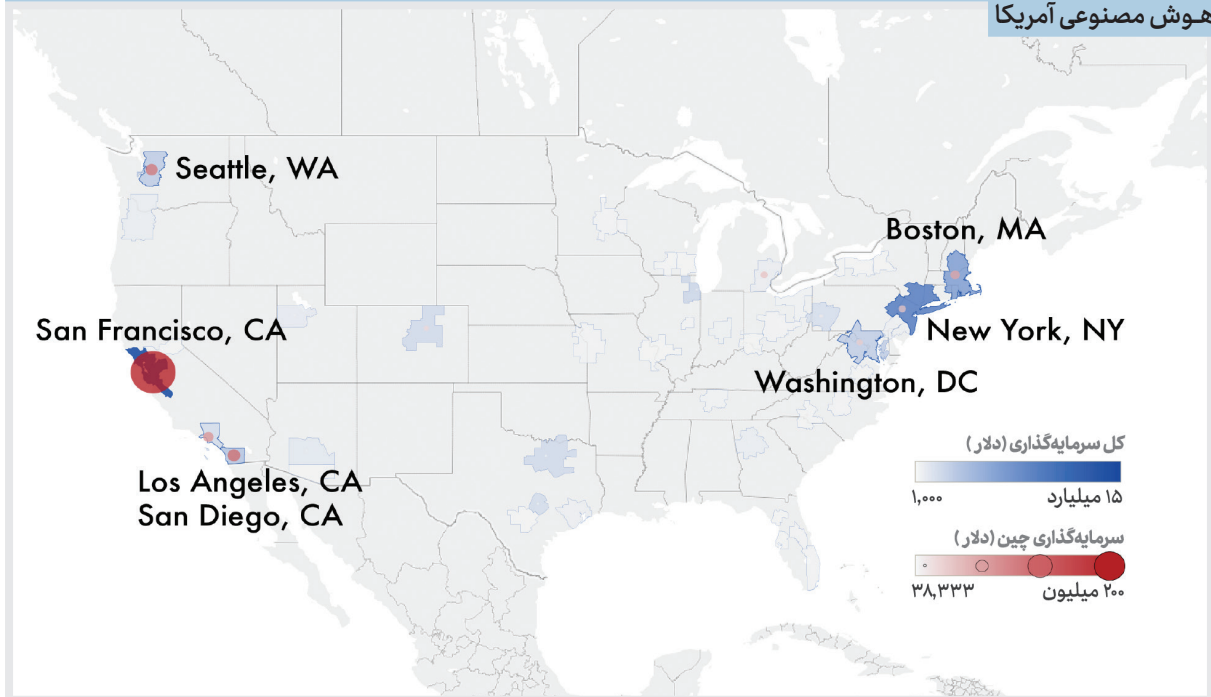 هوش مصنوعی آمریکا
Seattle, WA
Boston, MA
San Francisco, CA
New York, NY
Washington, DC
Los Angeles, CA
San Diego, CA
کل سرمایه‌گذاری (دلار)
۱,۰۰۰ ۱۵ میلیارد
سرمایه‌گذاری چین (دلار)
۳۸,۳۳۳ ۲۰۰ میلیون